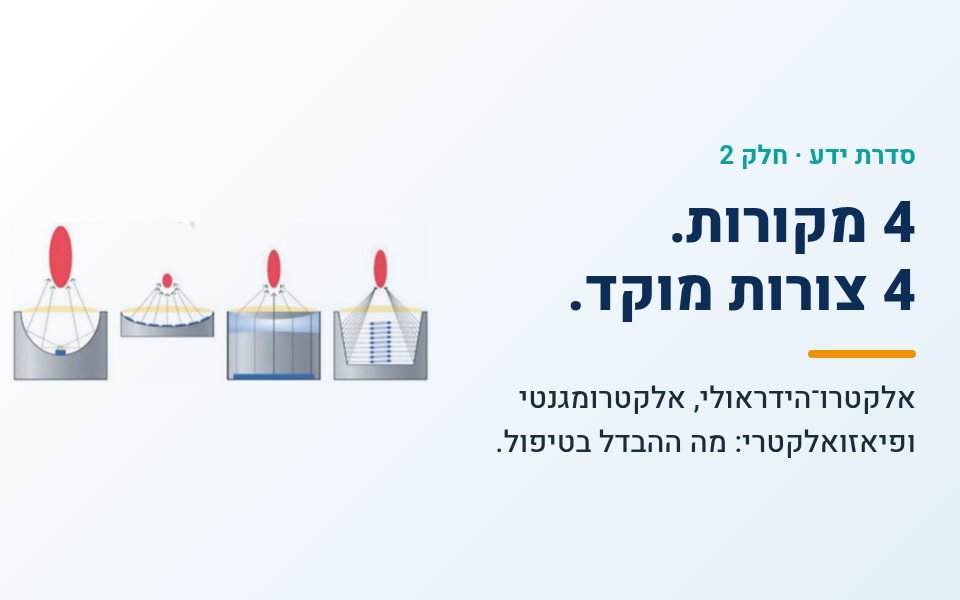 סדרת ידע · חלק 2
4 מקורות.
4 צורות מוקד.
אלקטרו־הידראולי, אלקטרומגנטי
ופיאזואלקטרי: מה ההבדל בטיפול.